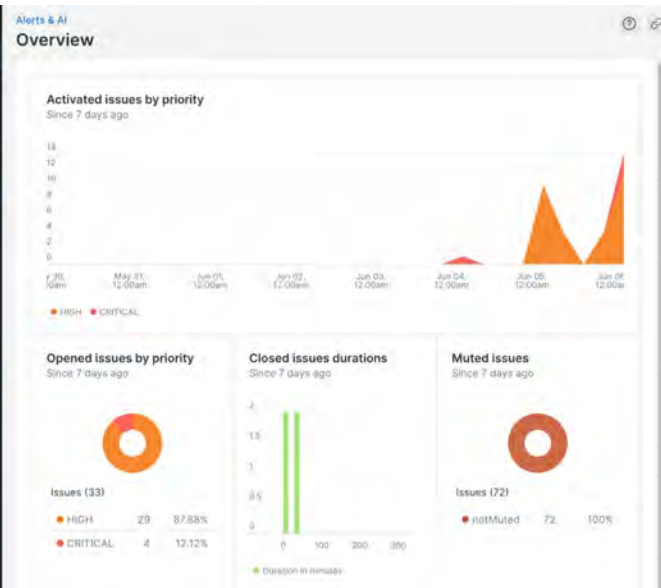 Alerts & AI
Overview
Activated issues by priority
Since 7 days ago
14
12
10
8
6
4
2
0
May 31, 12:00am
Jun 01, 12:00am
Jun 02, 12:00am
Jun 03, 12:00am
Jun 04, 12:00am
Jun 05, 12:00am
HIGH CRITICAL
Opened issues by priority
Since 7 days ago
Issues (33)
HIGH 29 87.88%
CRITICAL 4 12.12%
Closed issues durations
Since 7 days ago
2
1.5
1
0.5
0
0 100 200 300
Duration in minutes
Muted issues
Since 7 days ago
Issues (72)
notMuted 72 100%